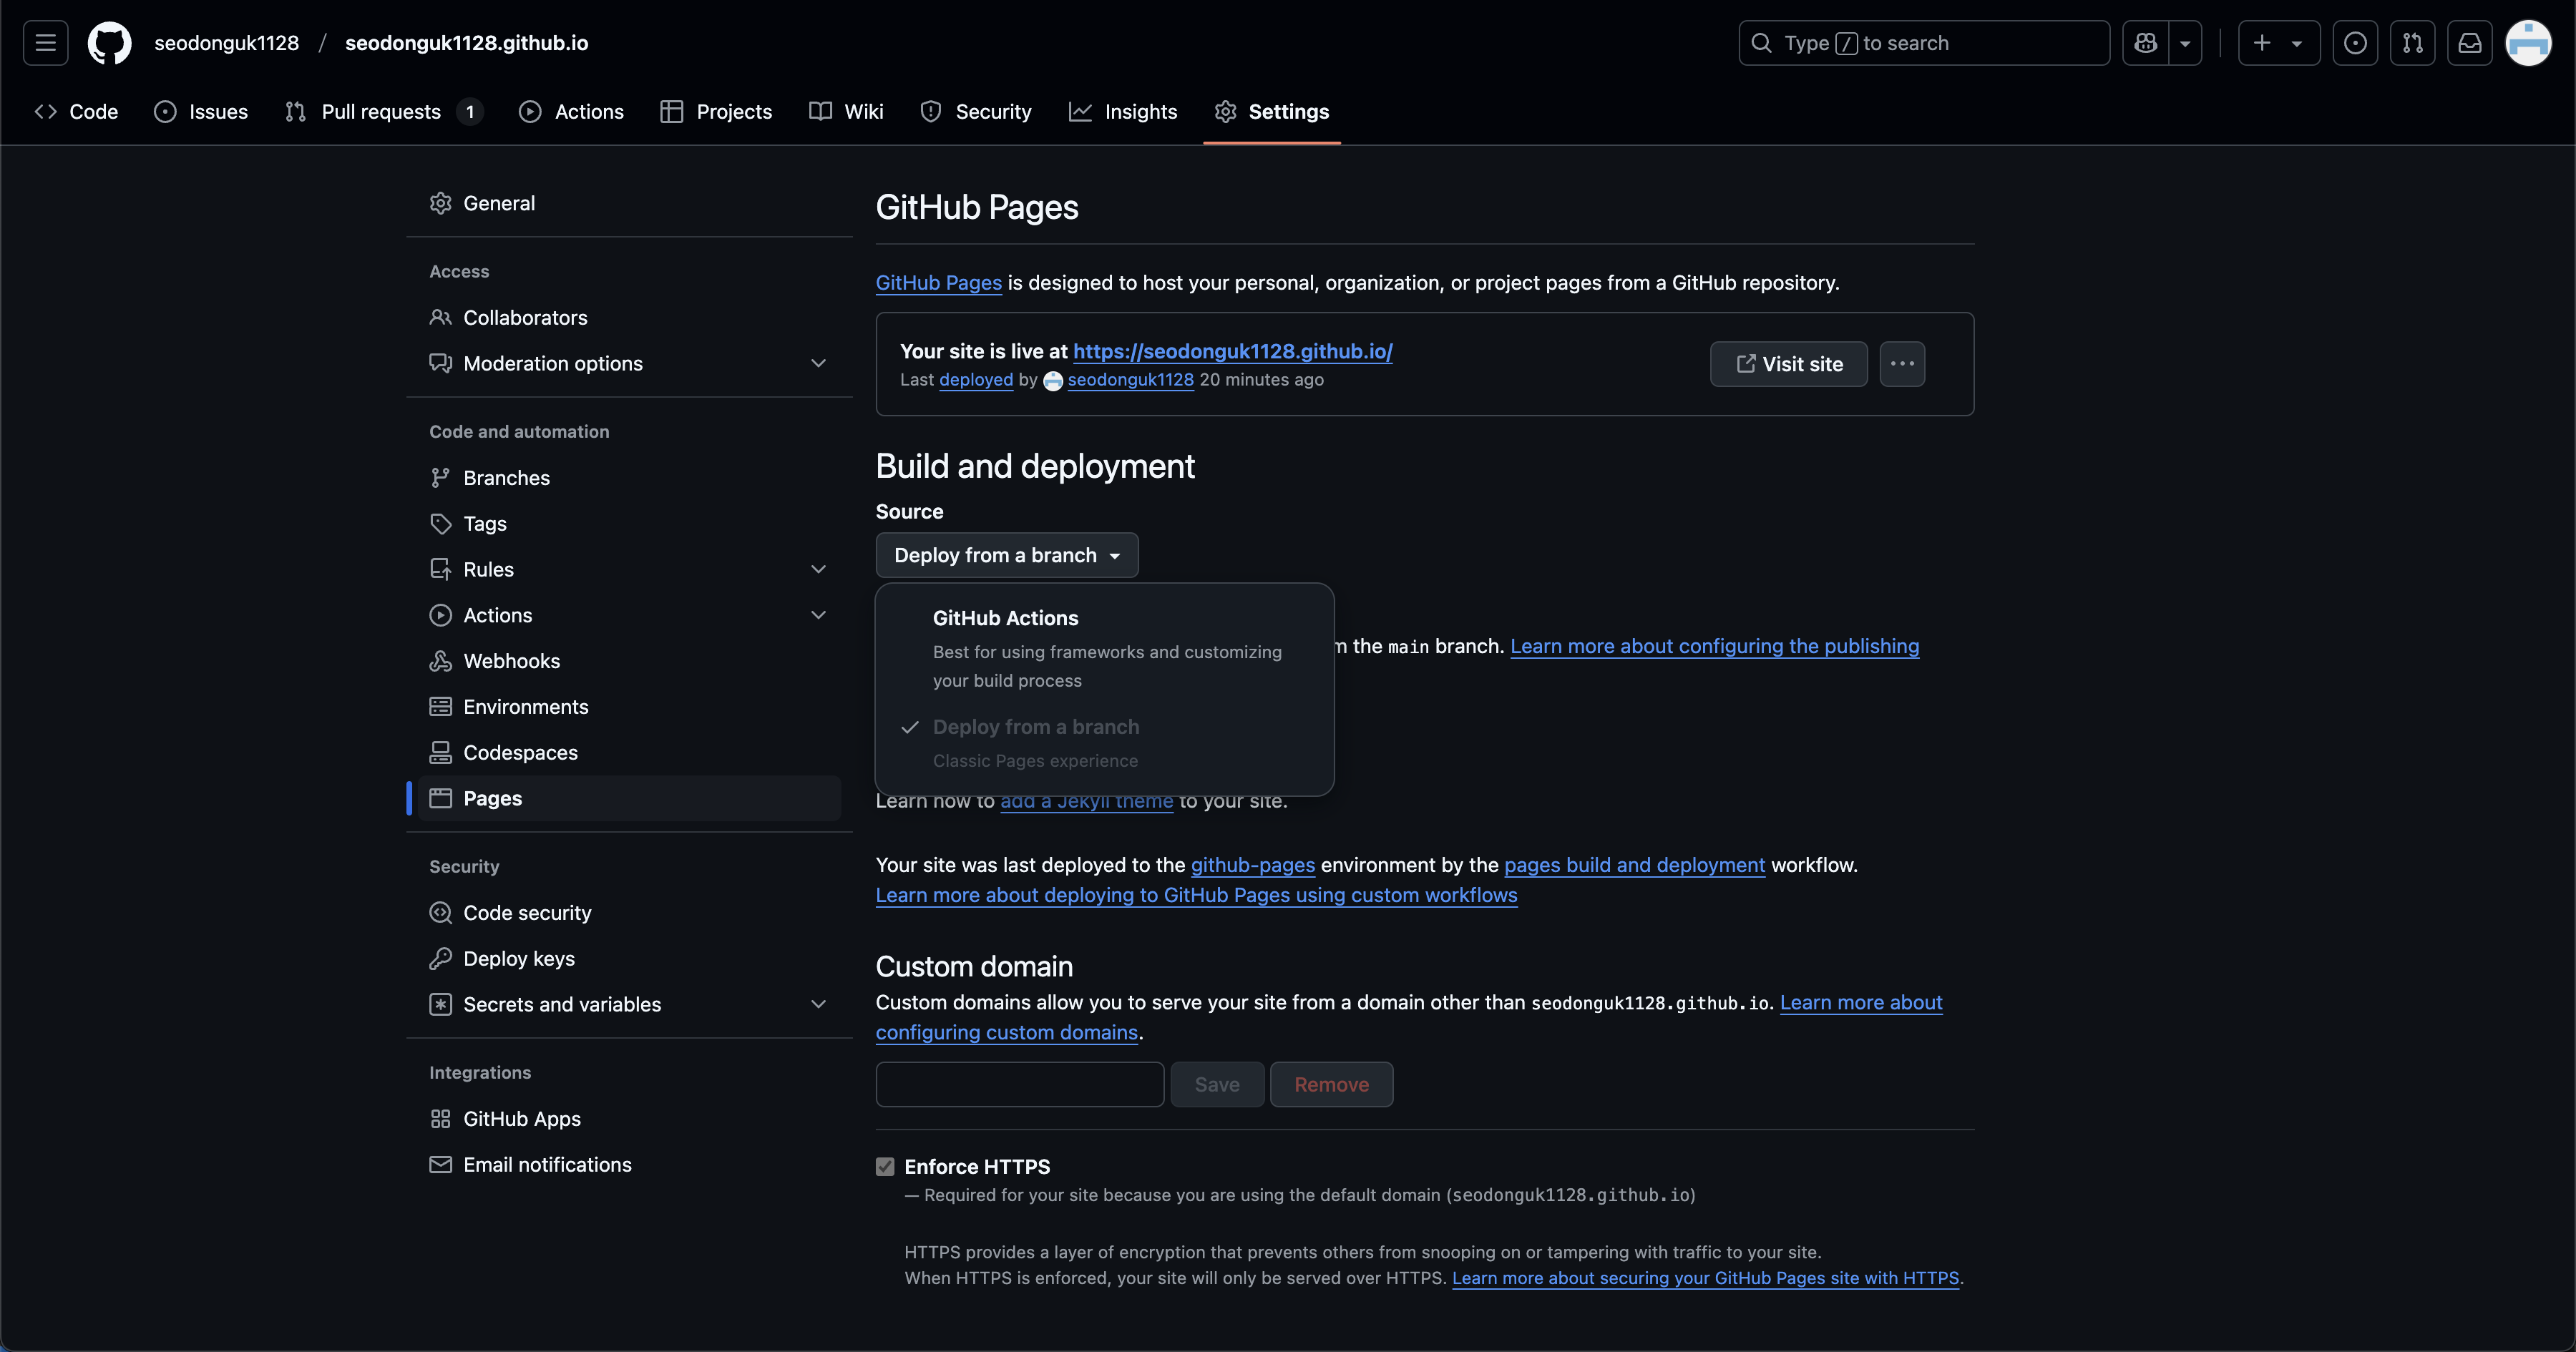 seodonguk1128 / seodonguk1128.github.io
Type / to search
Code
Issues
Pull requests 1
Actions
Projects
Wiki
Security
Insights
Settings
General
Access
Collaborators
Moderation options
Code and automation
Branches
Tags
Rules
Actions
Webhooks
Environments
Codespaces
Pages
Security
Code security
Deploy keys
Secrets and variables
Integrations
GitHub Apps
Email notifications
GitHub Pages
GitHub Pages is designed to host your personal, organization, or project pages from a GitHub repository.
Your site is live at https://seodonguk1128.github.io/
Last deployed by seodonguk1128 20 minutes ago
Visit site
Build and deployment
Source
Deploy from a branch
GitHub Actions
Best for using frameworks and customizing
your build process
Deploy from a branch
Classic Pages experience
the main branch. Learn more about configuring the publishing
Learn how to add a Jekyll theme to your site.
Your site was last deployed to the github-pages environment by the pages build and deployment workflow.
Learn more about deploying to GitHub Pages using custom workflows
Custom domain
Custom domains allow you to serve your site from a domain other than seodonguk1128.github.io. Learn more about
configuring custom domains.
Save
Remove
Enforce HTTPS
— Required for your site because you are using the default domain (seodonguk1128.github.io)
HTTPS provides a layer of encryption that prevents others from snooping on or tampering with traffic to your site.
When HTTPS is enforced, your site will only be served over HTTPS. Learn more about securing your GitHub Pages site with HTTPS.